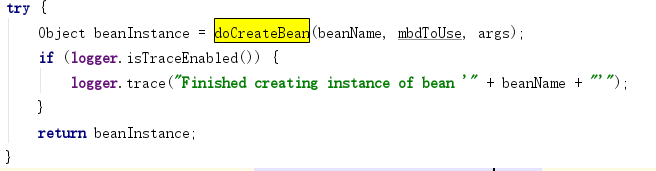 try {
Object beanInstance = doCreateBean(beanName, mbdToUse, args);
if (logger.isTraceEnabled()) {
logger.trace("Finished creating instance of bean '" + beanName + "'");
}
return beanInstance;
}